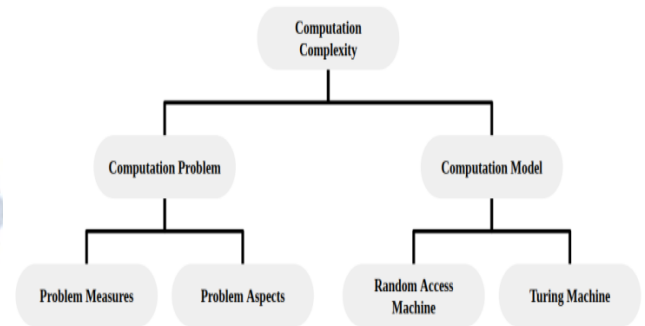 Computation
Complexity
Computation Problem
Computation Model
Problem Measures
Problem Aspects
Random Access
Machine
Turing Machine